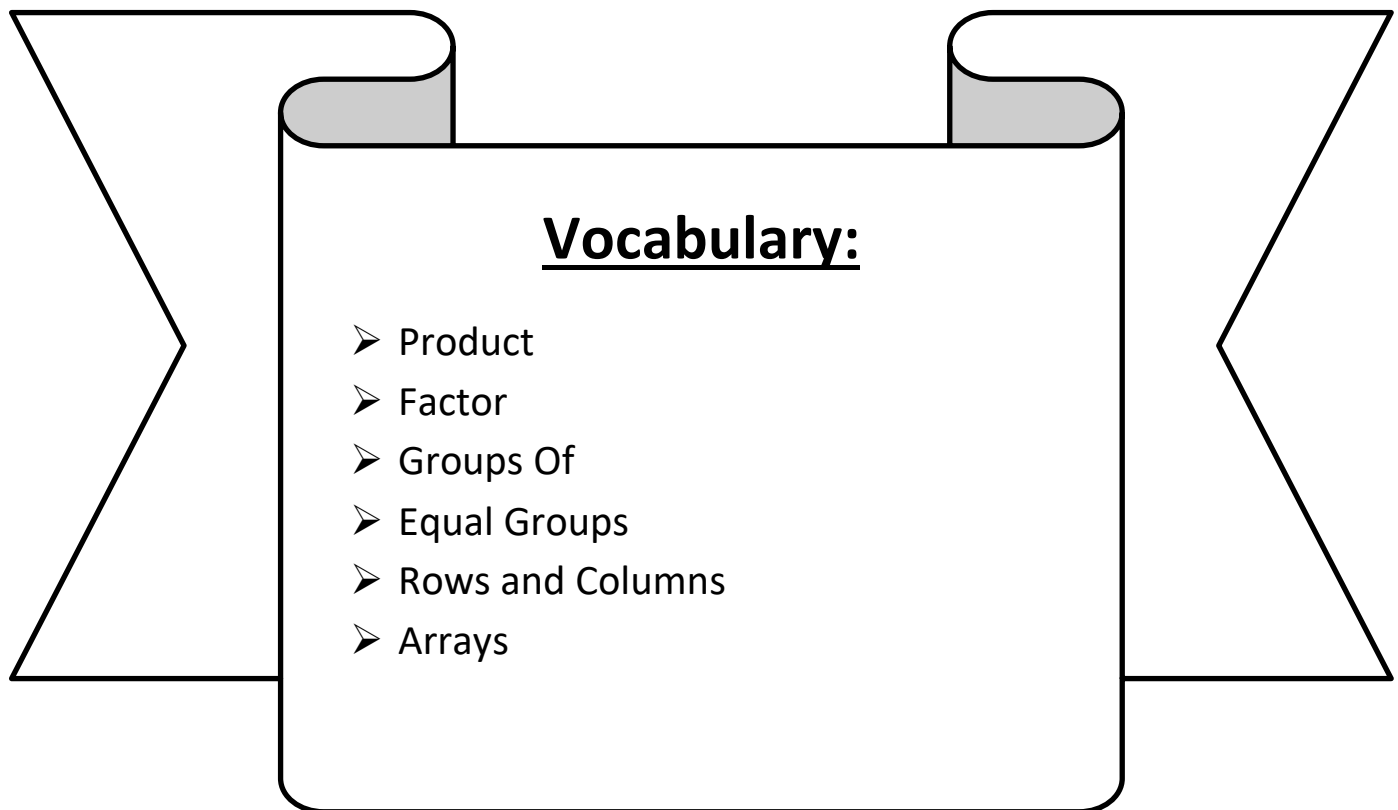 Vocabulary:
➢ Product
➢ Factor
➢ Groups Of
➢ Equal Groups
➢ Rows and Columns
➢ Arrays